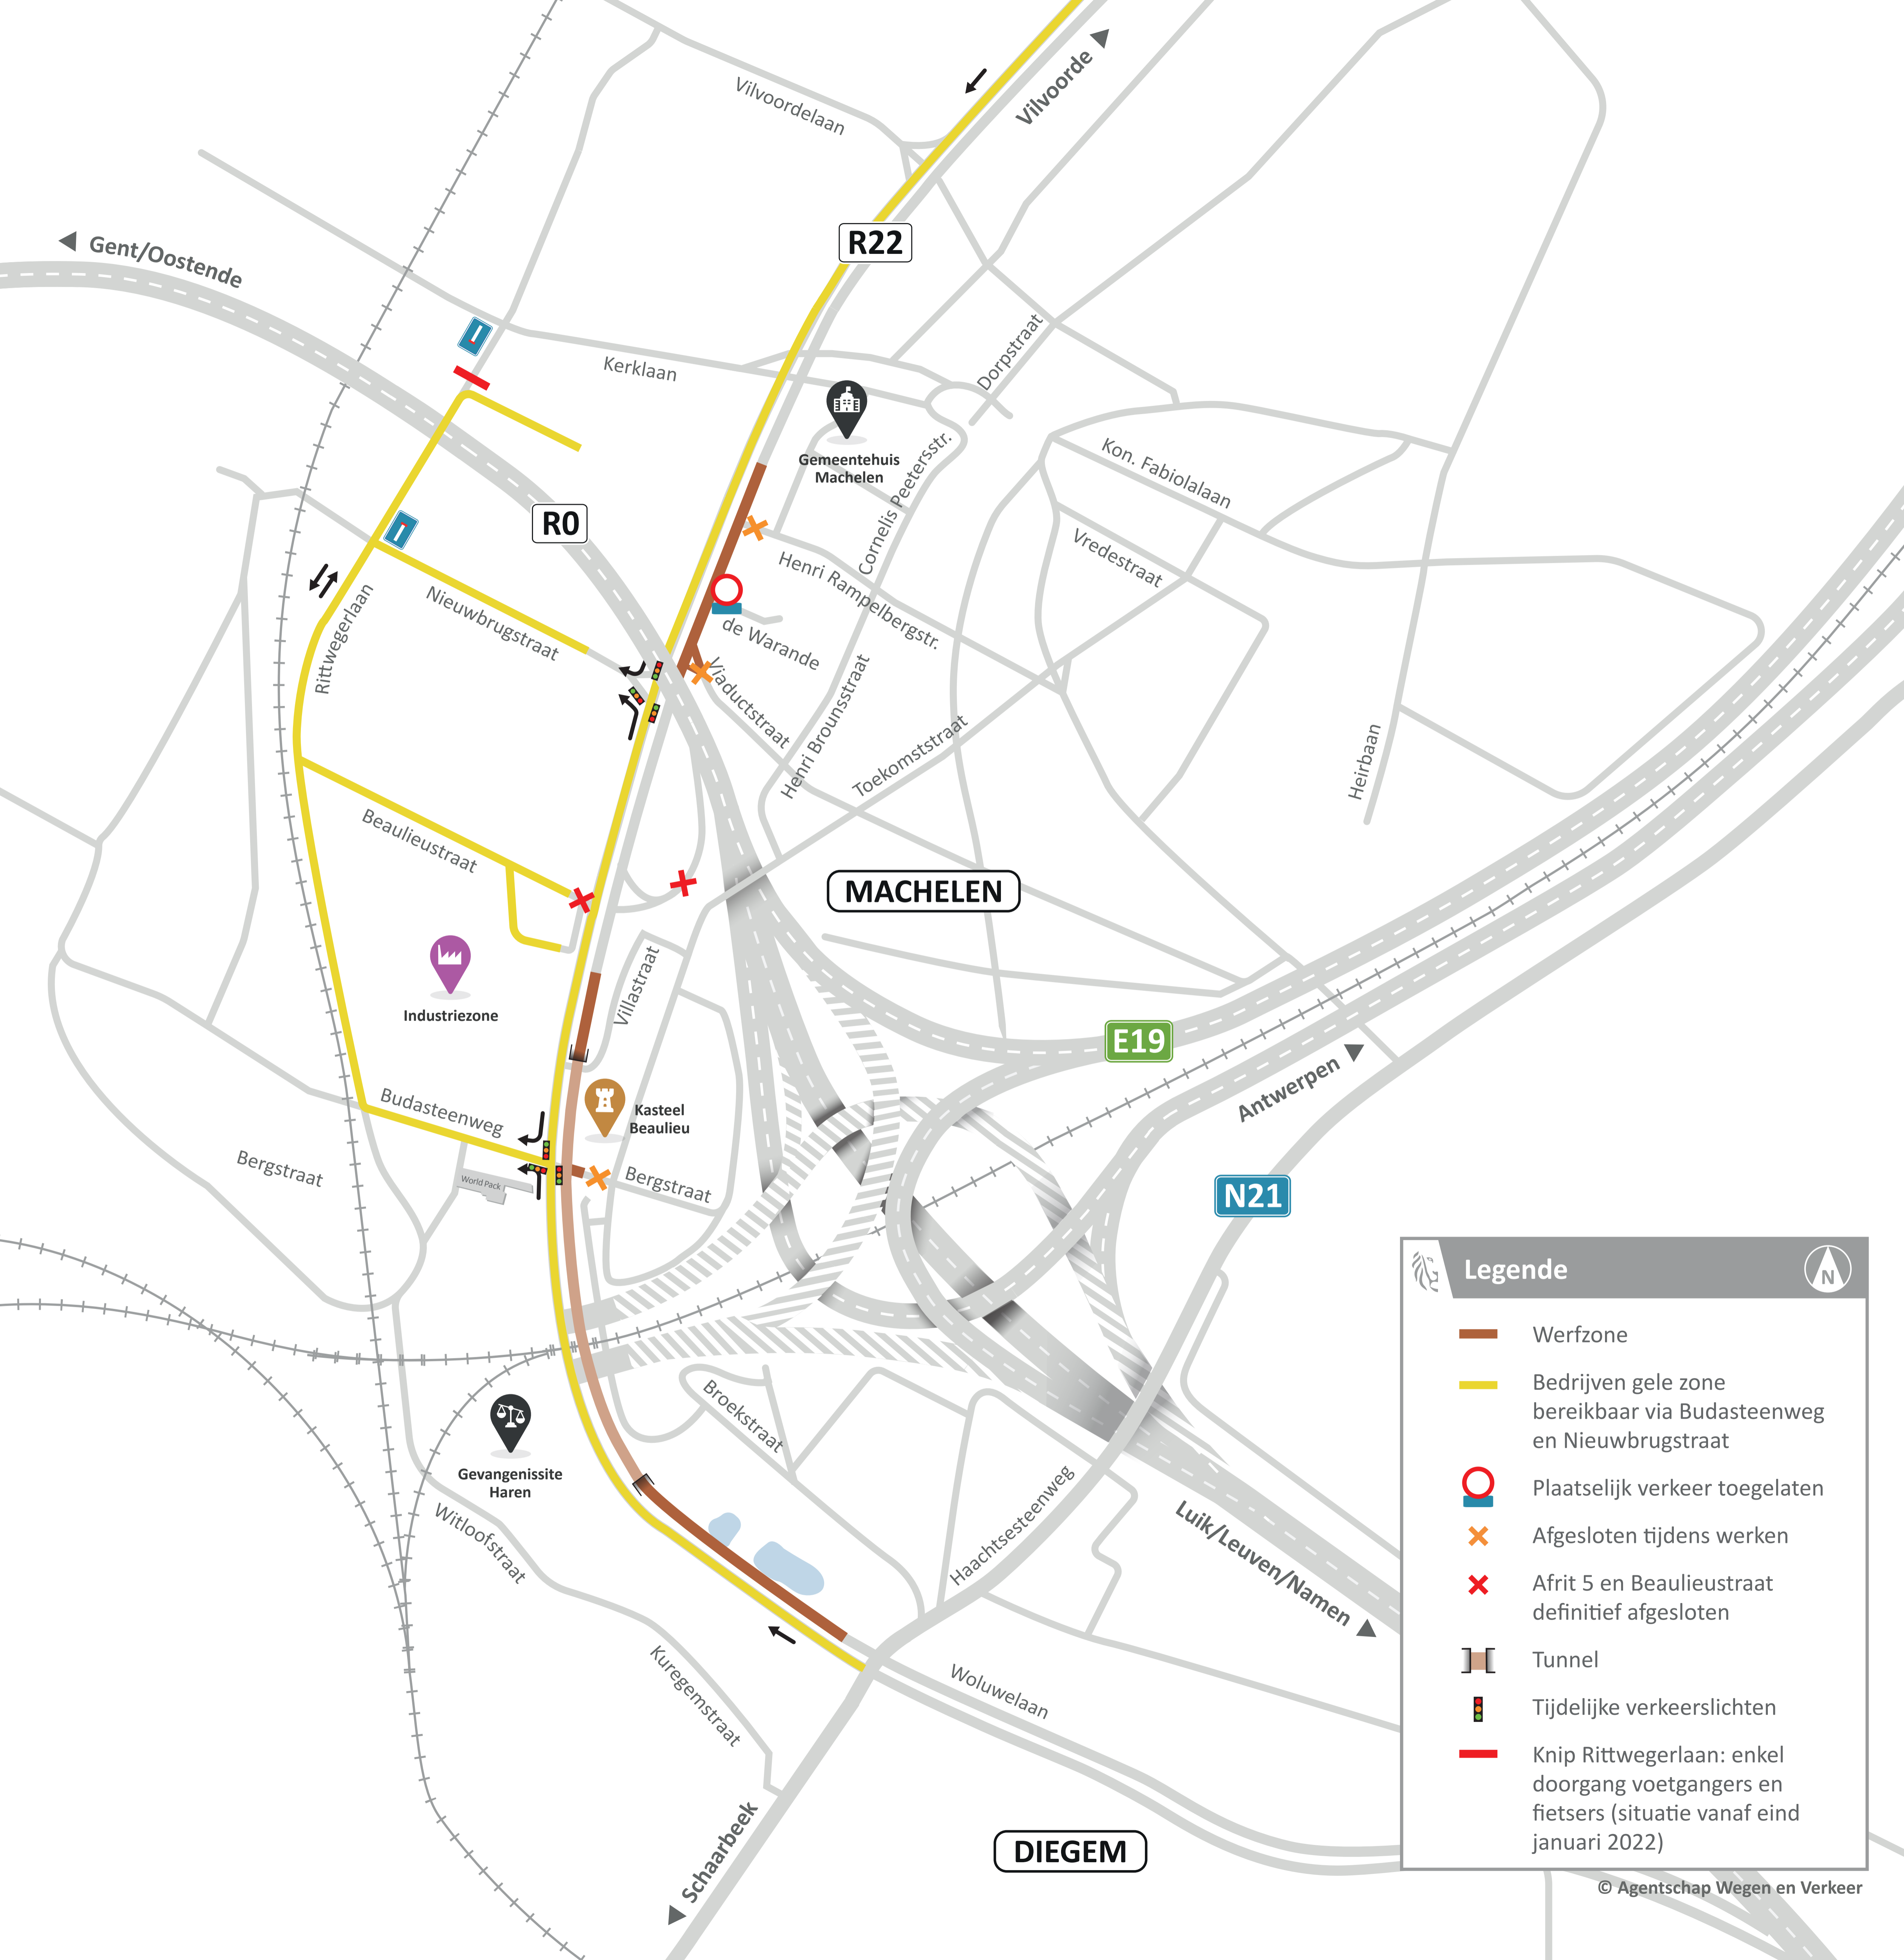 Vilvoordelaan
Vilvoorde
Gent/Oostende
R22
Kerklaan
Dorpstraat
Gemeentehuis
Machelen
Kon. Fabiolalaan
Cornelis Peetersstr.
R0
Vredestraat
Henri Rampelbergstr.
Nieuwbrugstraat
Rittwegerlaan
de Warande
Viaductstraat
Henri Brounsstraat
Toekomststraat
Heirbaan
Beaulieustraat
MACHELEN
Villastraat
Industriezone
E19
Antwerpen
Budasteenweg
Kasteel
Beaulieu
Bergstraat
World Pack
Bergstraat
N21
Broekstraat
Gevangenissite
Haren
Witloofstraat
Haachtsesteenweg
Luik/Leuven/Namen
Kuregemstraat
Woluwelaan
Schaarbeek
DIEGEM
Legende
N
Werfzone
Bedrijven gele zone
bereikbaar via Budasteenweg
en Nieuwbrugstraat
Plaatselijk verkeer toegelaten
Afgesloten tijdens werken
Afrit 5 en Beaulieustraat
definitief afgesloten
Tunnel
Tijdelijke verkeerslichten
Knip Rittwegerlaan: enkel
doorgang voetgangers en
fietsers (situatie vanaf eind
januari 2022)
© Agentschap Wegen en Verkeer